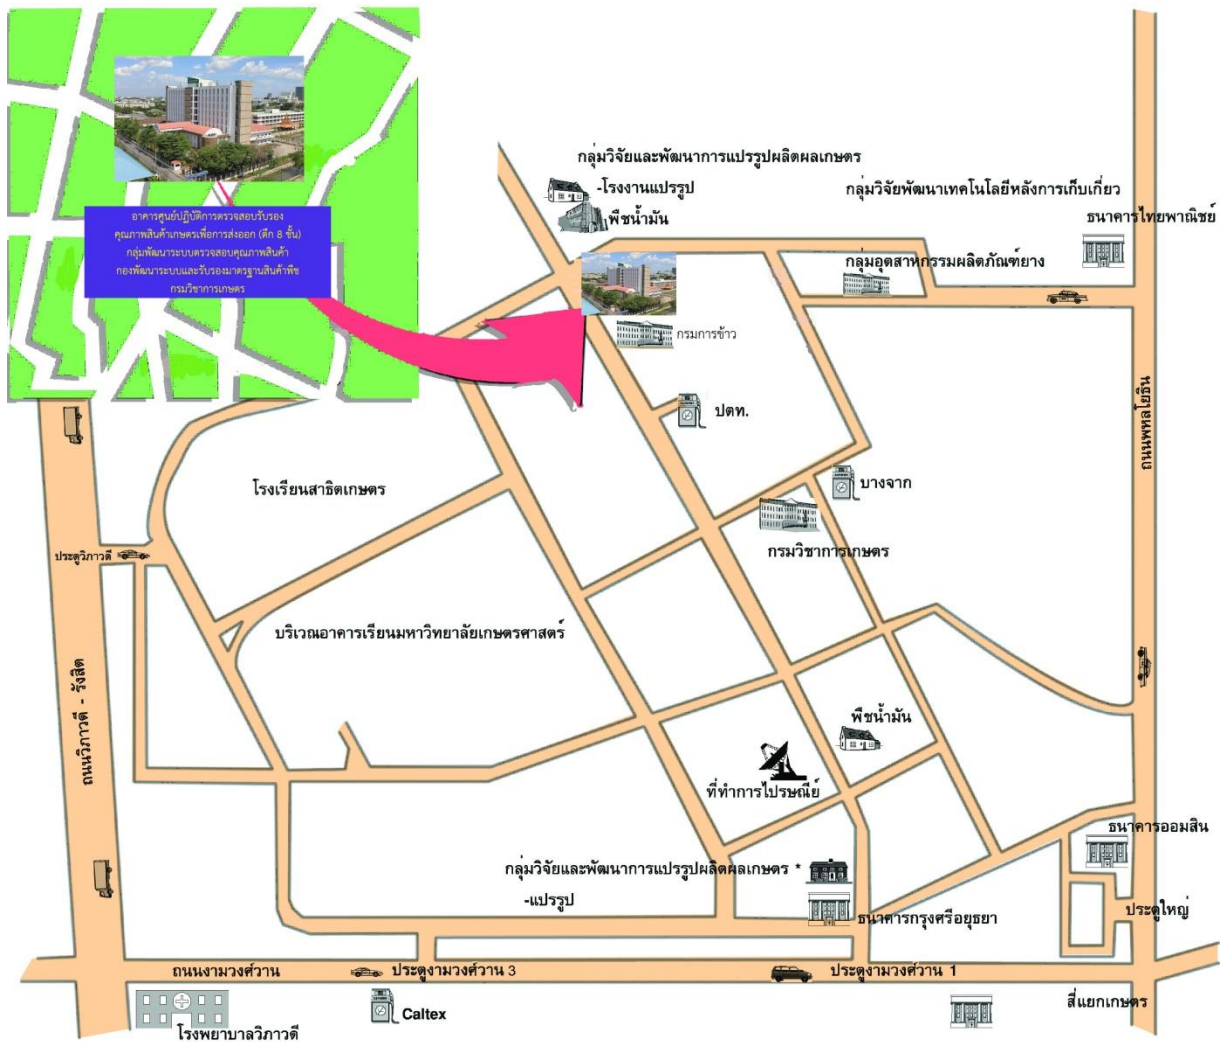 กลุ่มวิจัยและพัฒนาการแปรรูปผลิตผลเกษตร
-โรงงานแปรรูป
พืชน้ำมัน
กลุ่มวิจัยพัฒนาเทคโนโลยีหลังการเก็บเกี่ยว
ธนาคารไทยพาณิชย์
อาคารศูนย์ปฏิบัติการตรวจสอบรับรอง
คุณภาพสินค้าเกษตรเพื่อการส่งออก (ตึก 8 ชั้น)
กลุ่มพัฒนาระบบตรวจสอบคุณภาพสินค้า
กองพัฒนาระบบและรับรองมาตรฐานสินค้าพืช
กรมวิชาการเกษตร
กลุ่มอุตสาหกรรมผลิตภัณฑ์ยาง
กรมการข้าว
ปตท.
ถนนพหลโยธิน
โรงเรียนสาธิตเกษตร
บางจาก
กรมวิชาการเกษตร
ประตูวิภาวดี
บริเวณอาคารเรียนมหาวิทยาลัยเกษตรศาสตร์
ถนนวิภาวดี - รังสิต
พืชน้ำมัน
ที่ทำการไปรษณีย์
ธนาคารออมสิน
กลุ่มวิจัยและพัฒนาการแปรรูปผลิตผลเกษตร *
-แปรรูป
ธนาคารกรุงศรีอยุธยา
ประตูใหญ่
ถนนงามวงศ์วาน
ประตูงามวงศ์วาน 3
ประตูงามวงศ์วาน 1
สี่แยกเกษตร
Caltex
โรงพยาบาลวิภาวดี